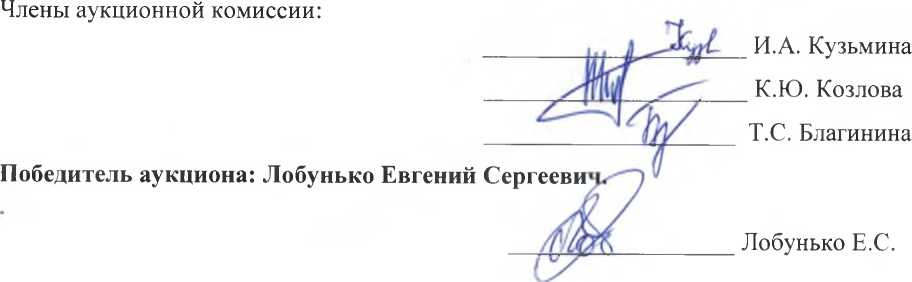 Члены аукционной комиссии:
И.А. Кузьмина
К.Ю. Козлова
Т.С. Благинина
Победитель аукциона: Лобунько Евгений Сергеевич.
Лобунько Е.С.